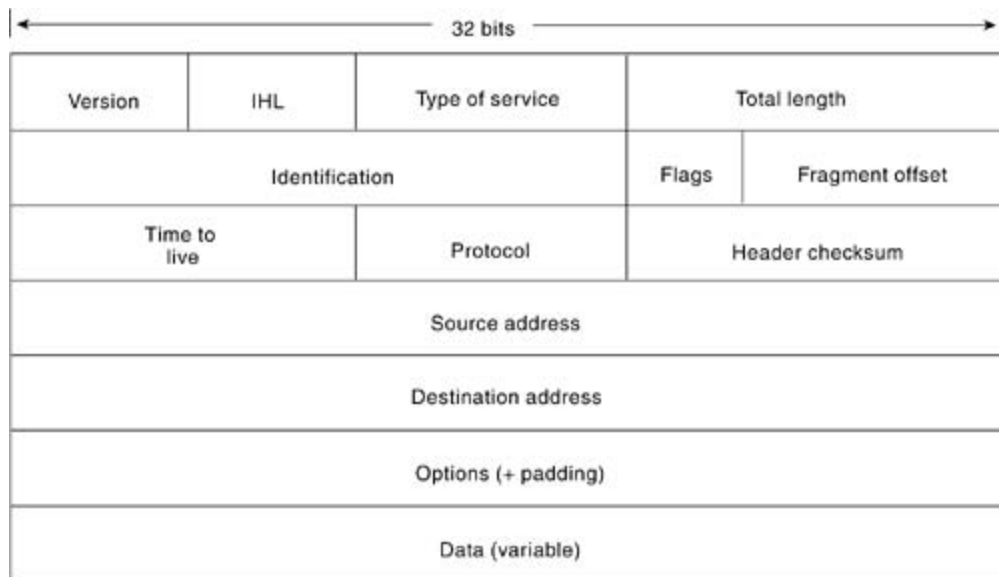 32 bits
Version IHL Type of service Total length
Identification Flags Fragment offset
Time to
live
Protocol Header checksum
Source address
Destination address
Options (+ padding)
Data (variable)